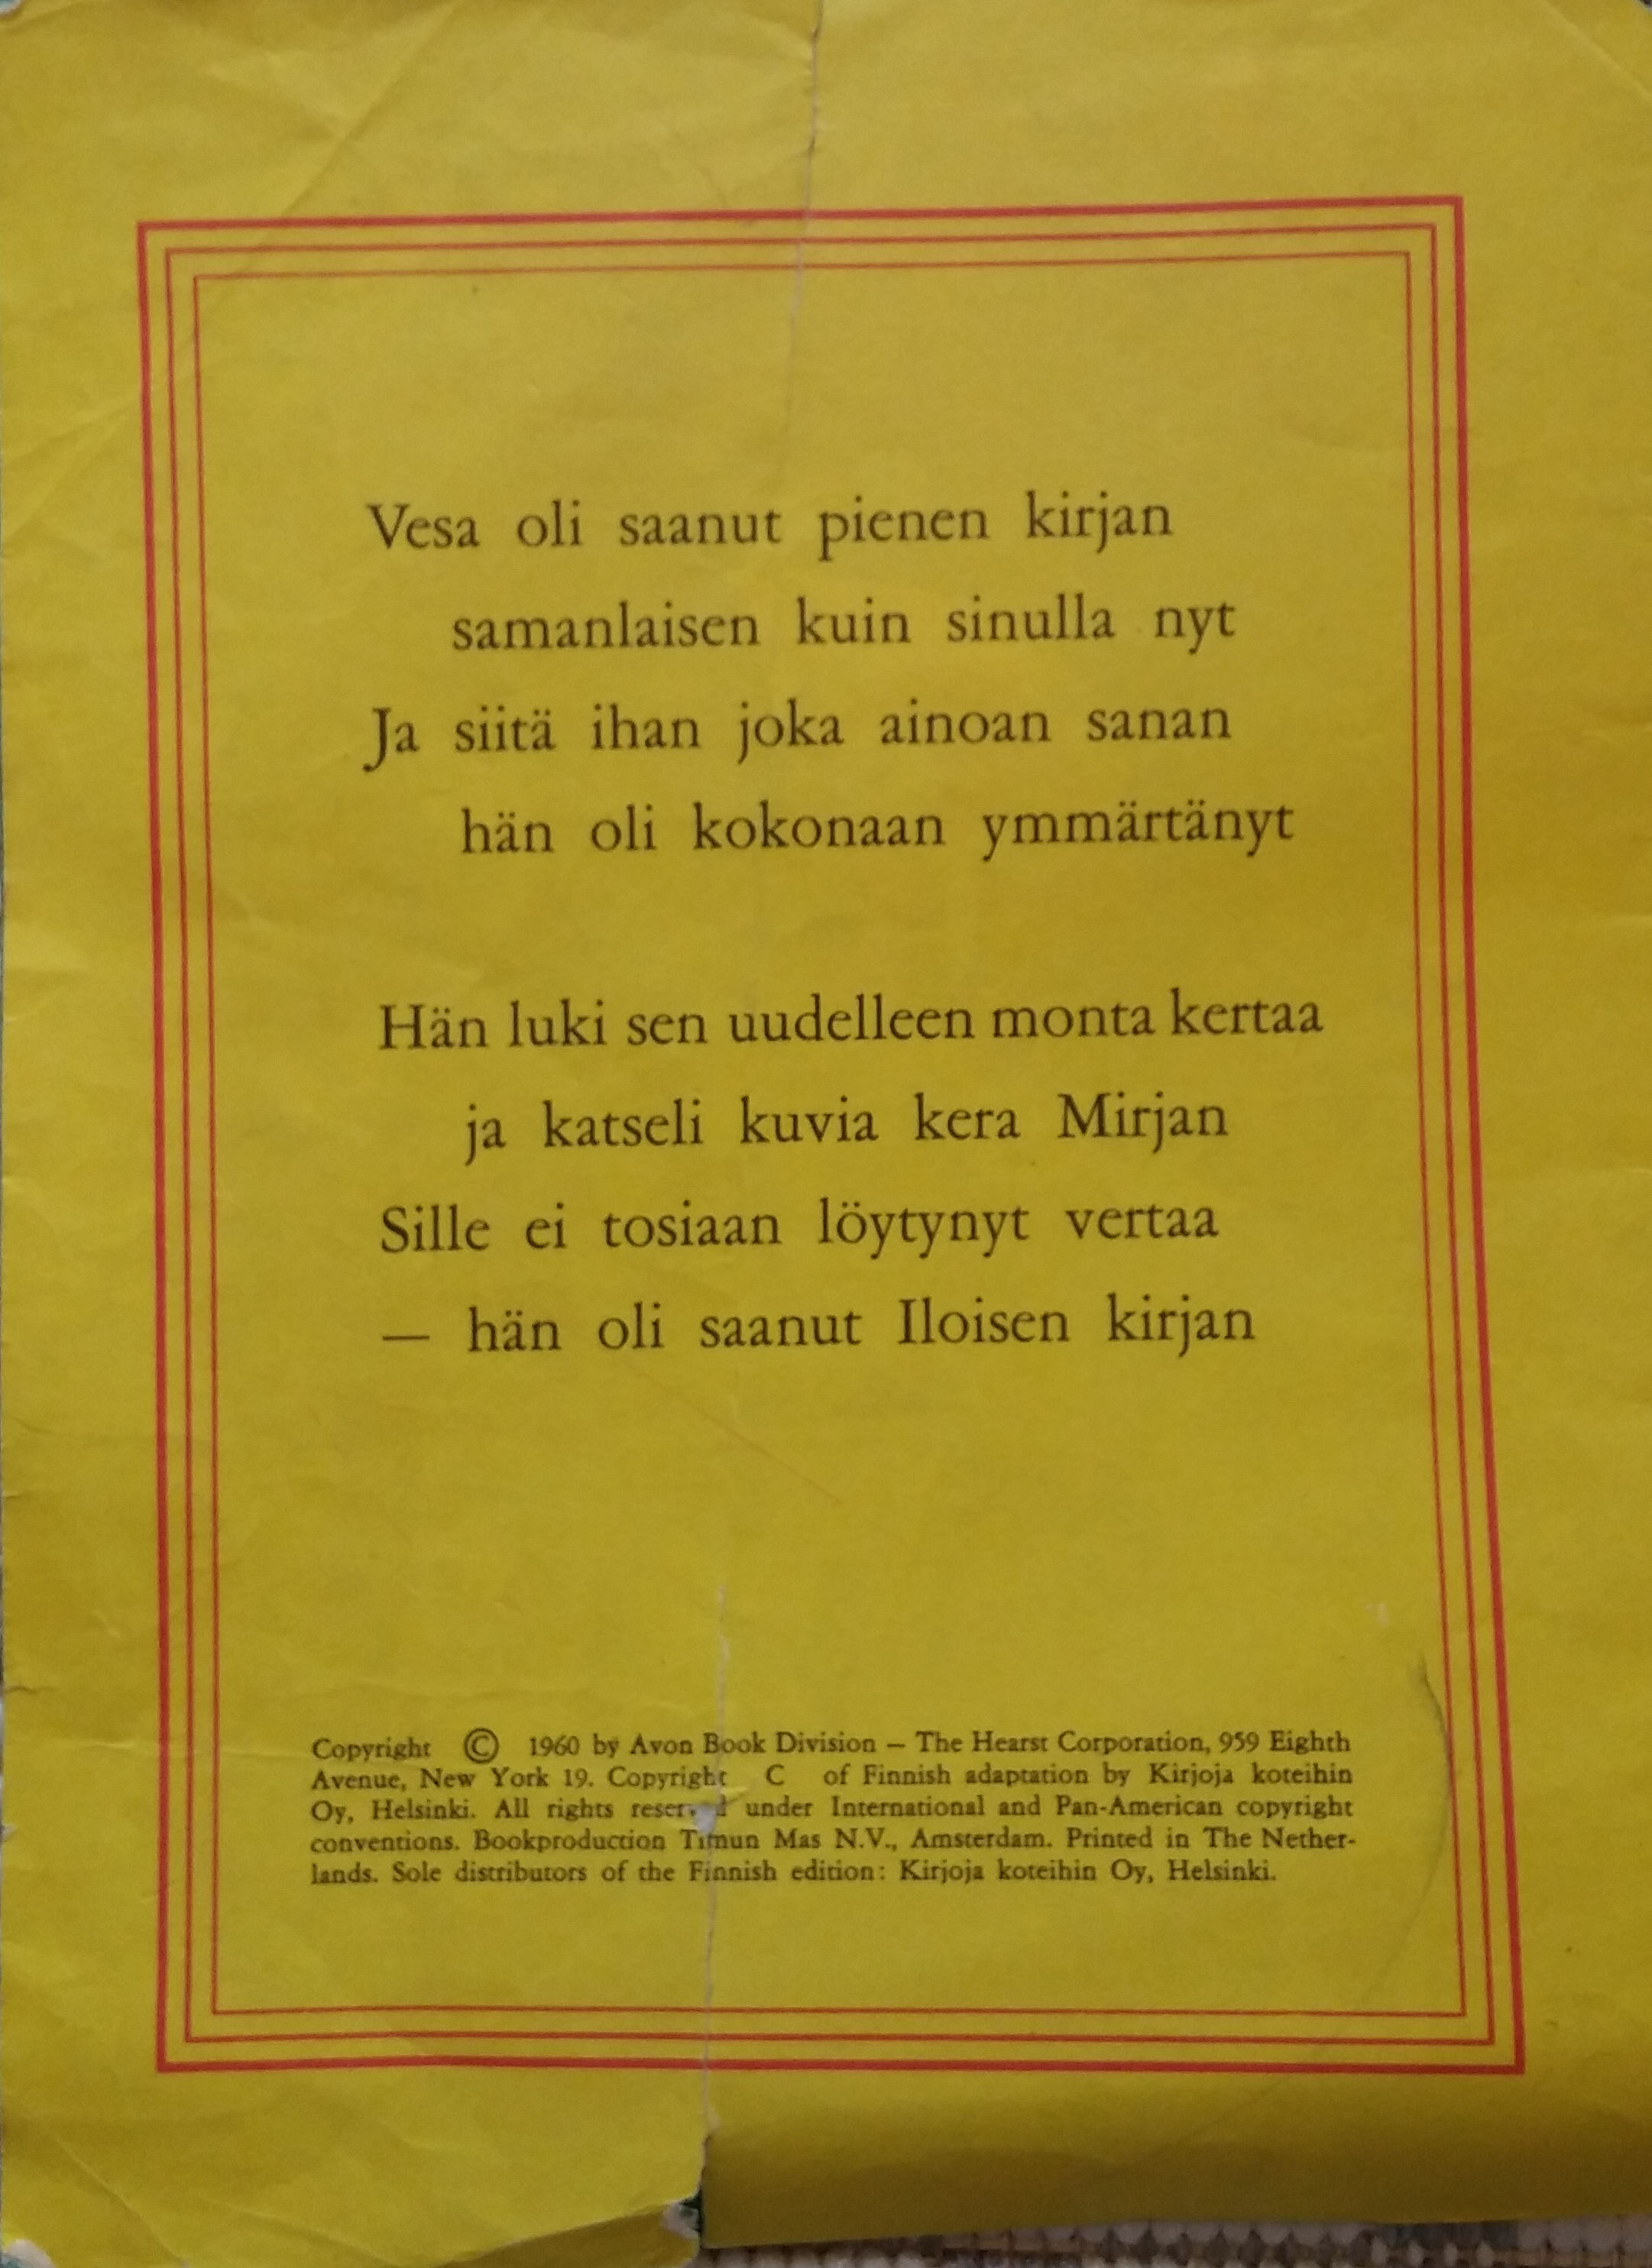 Vesa oli saanut pienen kirjan
samanlaisen kuin sinulla nyt
Ja siitä ihan joka ainoan sanan
hän oli kokonaan ymmärtänyt
Hän luki sen uudelleen monta kertaa
ja katseli kuvia kera Mirjan
Sille ei tosiaan löytynyt vertaa
— hän oli saanut Iloisen kirjan
Copyright © 1960 by Avon Book Division — The Hearst Corporation, 959 Eighth
Avenue, New York 19. Copyright C of Finnish adaptation by Kirjoja koteihin
Oy, Helsinki. All rights under International and Pan-American copyright
conventions. Bookproduction Timun Mas N.V., Amsterdam. Printed in The Nether-
lands. Sole distributors of the Finnish edition: Kirjoja koteihin Oy, Helsinki.